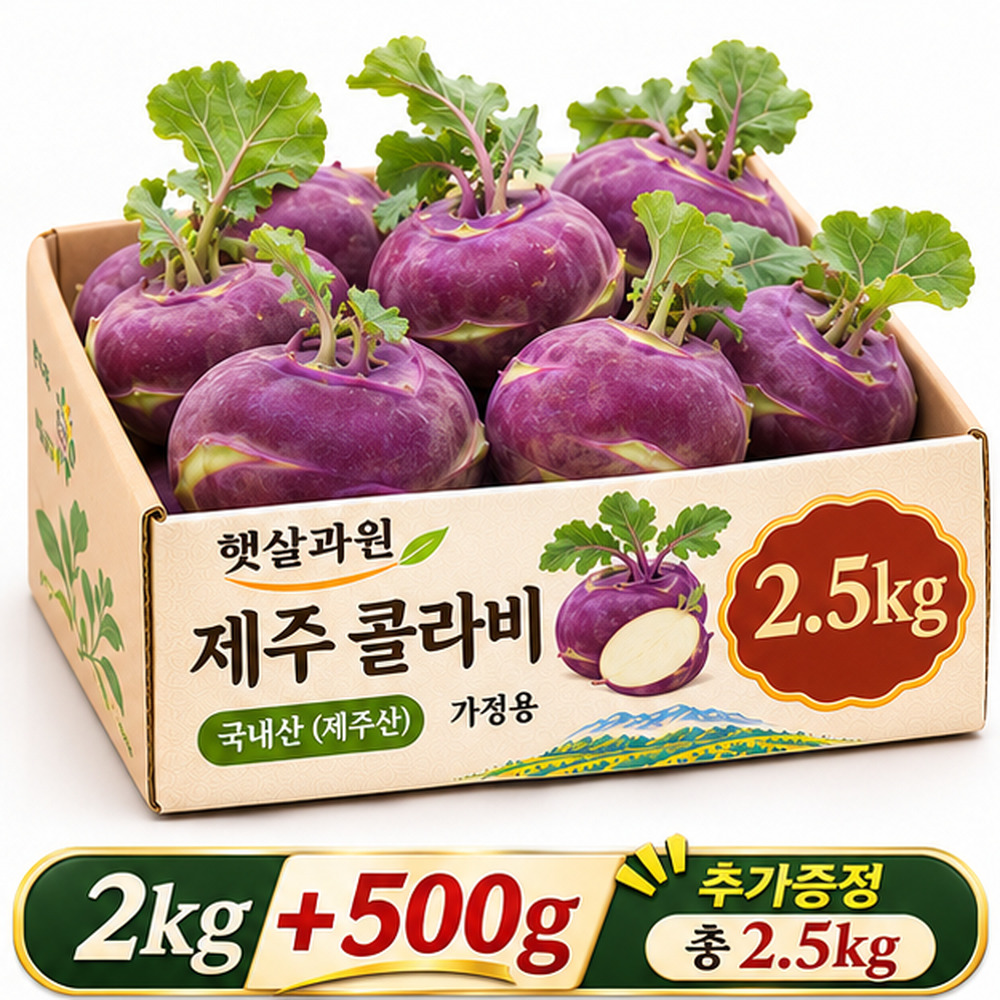 햇살과원
제주 콜라비
국내산 (제주산)
가정용
2.5kg
2kg
+500g
추가증정
총 2.5kg